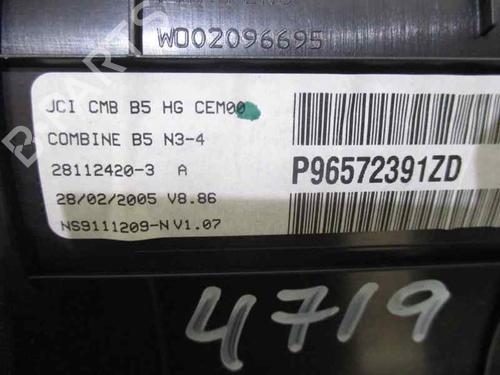 W002096695
JCI CMB B5 HG CEM00
COMBINE B5 N3-4
28112420-3 A
P96572391ZD
28/02/2005 V8.86
NS9111209-N V1.07
4719
B PARTS